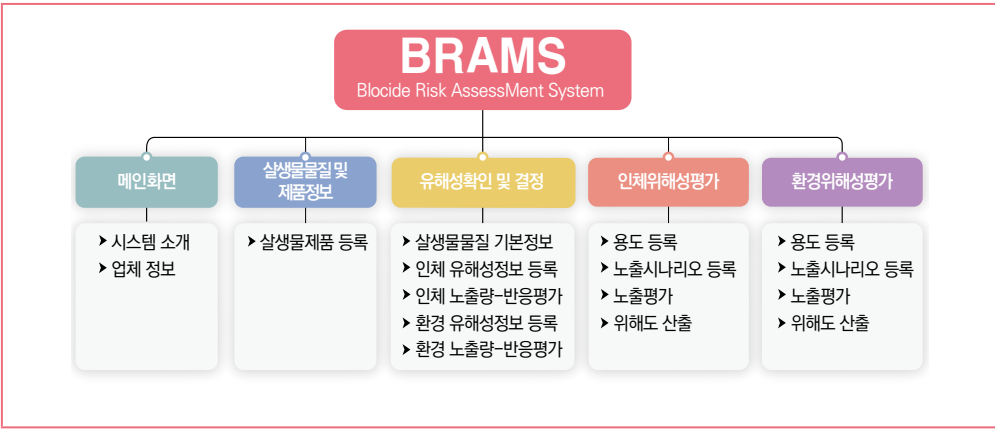 BRAMS
Blocide Risk AssessMent System
메인화면
시스템 소개
업체 정보
살생물물질 및
제품정보
살생물제품 등록
유해성확인 및 결정
살생물물질 기본정보
인체 유해성정보 등록
인체 노출량-반응평가
환경 유해성정보 등록
환경 노출량-반응평가
인체위해성평가
용도 등록
노출시나리오 등록
노출평가
위해도 산출
환경위해성평가
용도 등록
노출시나리오 등록
노출평가
위해도 산출